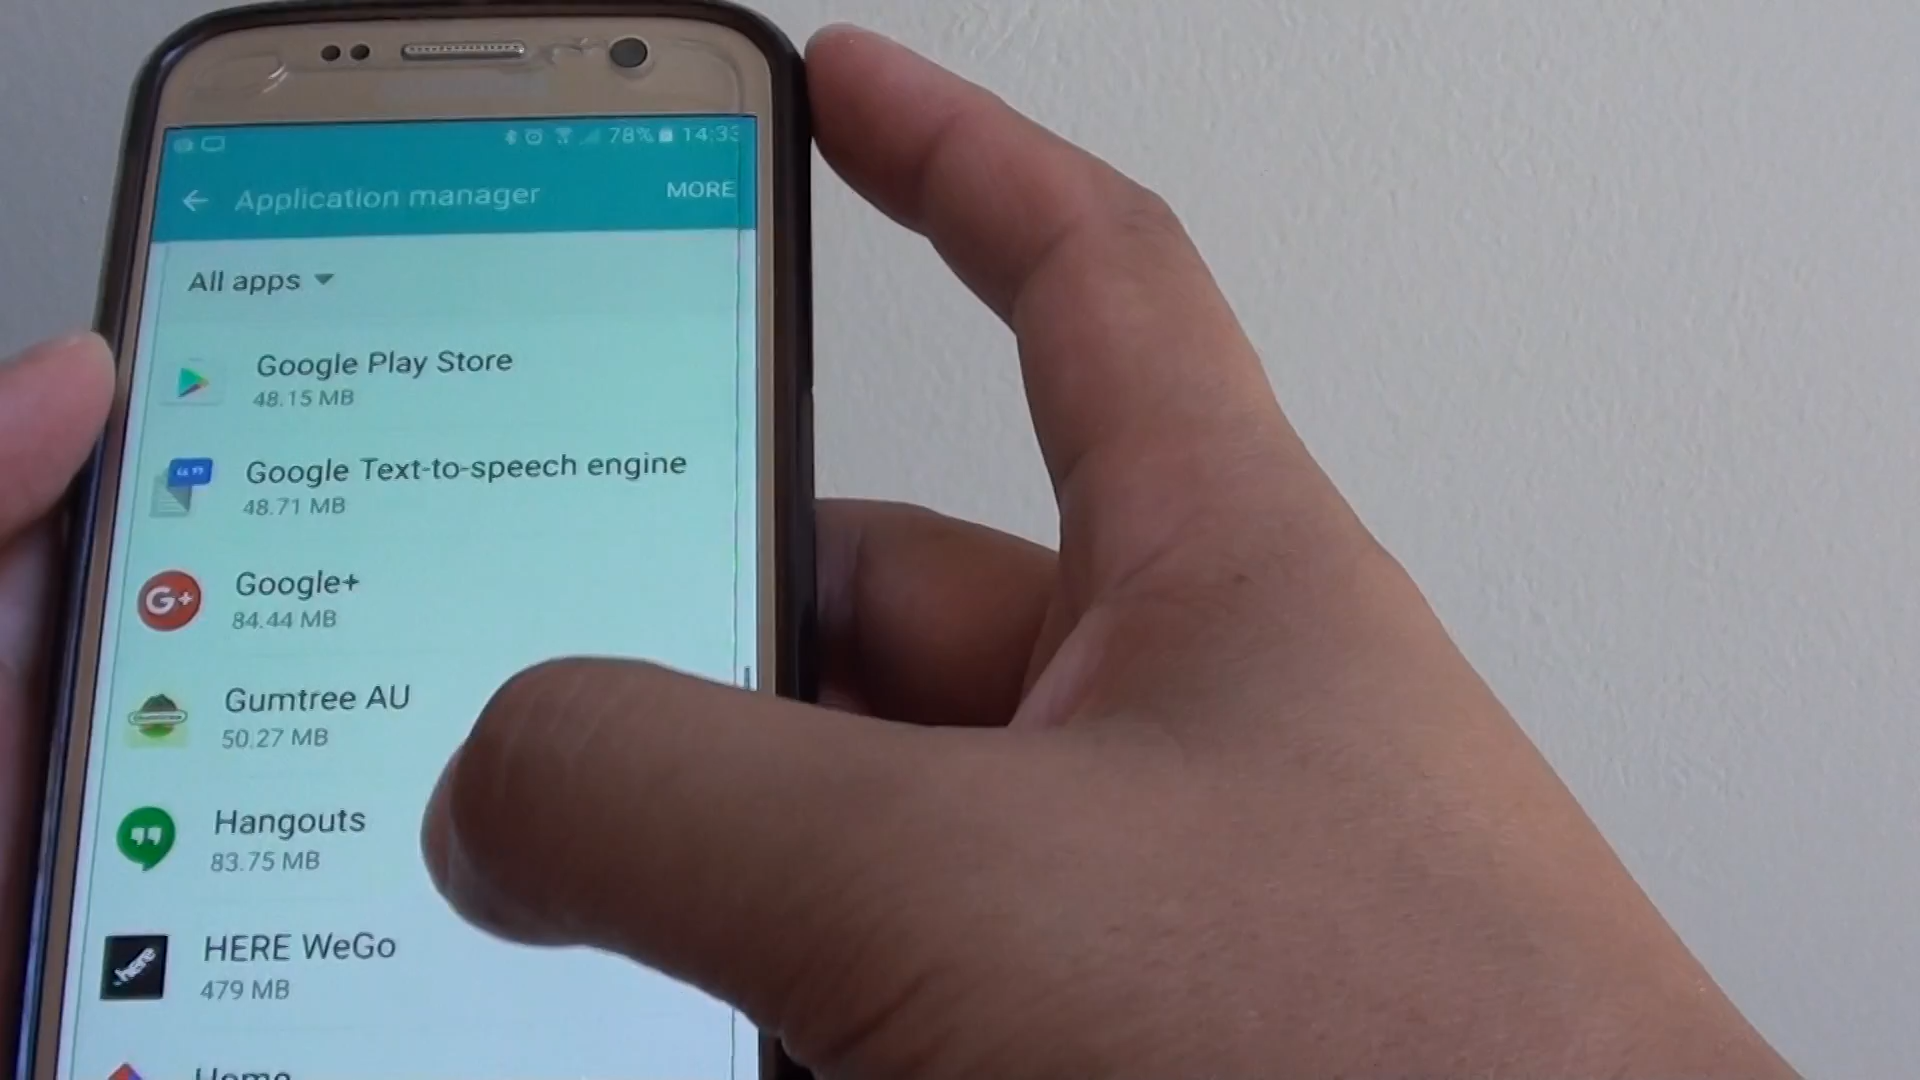 78% 14:33
Application manager
MORE
All apps
Google Play Store
48.15 MB
Google Text-to-speech engine
48.71 MB
G+
Google+
84.44 MB
Gumtree AU
50.27 MB
Hangouts
83.75 MB
here
HERE WeGo
479 MB
Home